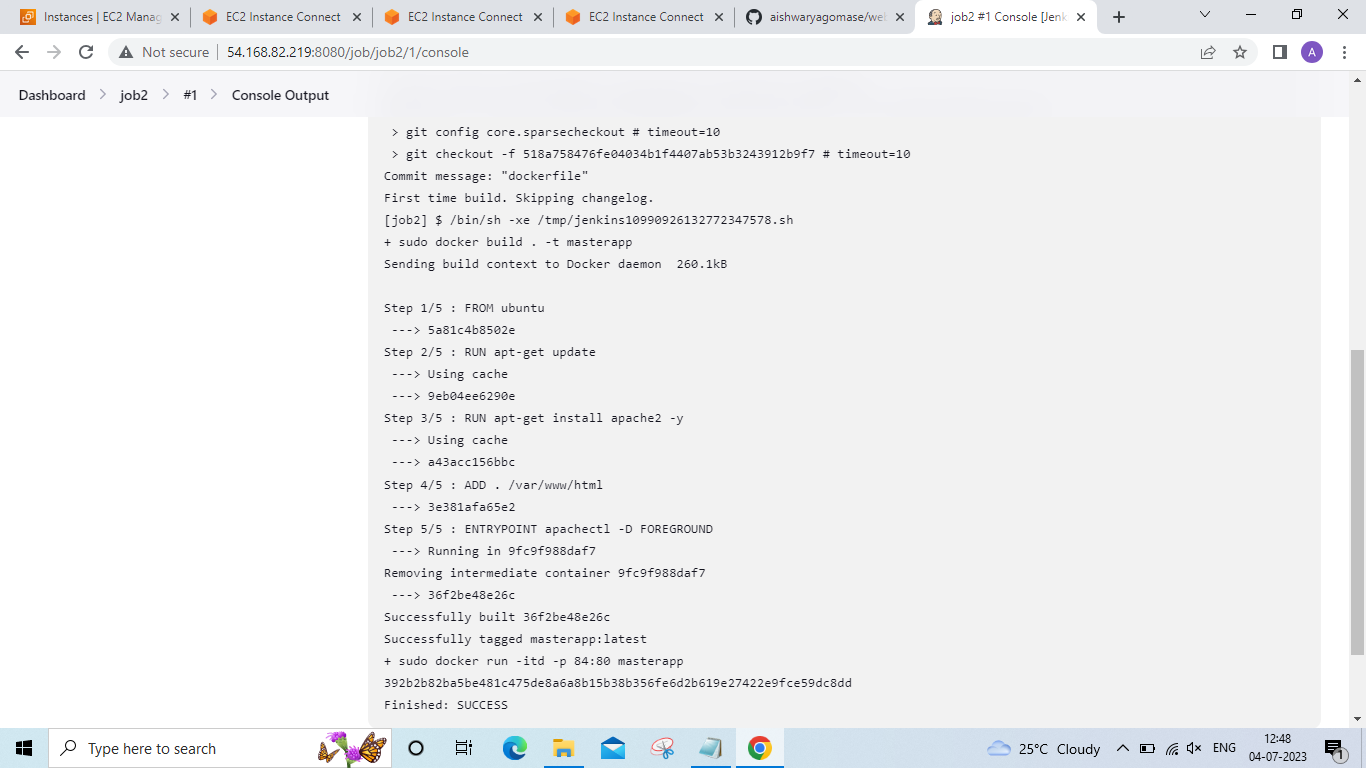 Instances | EC2 Manag
EC2 Instance Connect
EC2 Instance Connect
EC2 Instance Connect
aishwaryagomase/web
job2 #1 Console [Jenk
Not secure
54.168.82.219:8080/job/job2/1/console
A
Dashboard
job2
#1
Console Output
> git config core.sparsecheckout # timeout=10
> git checkout -f 518a758476fe04034b1f4407ab53b3243912b9f7 # timeout=10
Commit message: "dockerfile"
First time build. Skipping changelog.
[job2] $ /bin/sh -xe /tmp/jenkins10990926132772347578.sh
+ sudo docker build . -t masterapp
Sending build context to Docker daemon  260.1kB
Step 1/5 : FROM ubuntu
---> 5a81c4b8502e
Step 2/5 : RUN apt-get update
---> Using cache
---> 9eb04ee6290e
Step 3/5 : RUN apt-get install apache2 -y
---> Using cache
---> a43acc156bbc
Step 4/5 : ADD . /var/www/html
---> 3e381afa65e2
Step 5/5 : ENTRYPOINT apachectl -D FOREGROUND
---> Running in 9fc9f988daf7
Removing intermediate container 9fc9f988daf7
---> 36f2be48e26c
Successfully built 36f2be48e26c
Successfully tagged masterapp:latest
+ sudo docker run -itd -p 84:80 masterapp
392b2b82ba5be481c475de8a6a8b15b38b356fe6d2b619e27422e9fce59dc8dd
Finished: SUCCESS
Type here to search
25°C Cloudy
ENG
12:48
04-07-2023
1